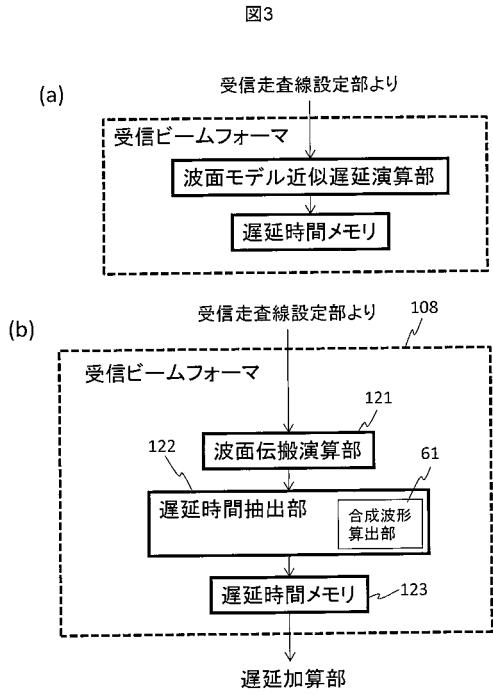 図3
(a)
受信走査線設定部より
受信ビームフォーマ
波面モデル近似遅延演算部
遅延時間メモリ
(b)
受信走査線設定部より
108
受信ビームフォーマ
121
波面伝搬演算部
122
61
遅延時間抽出部
合成波形
算出部
遅延時間メモリ
123
遅延加算部